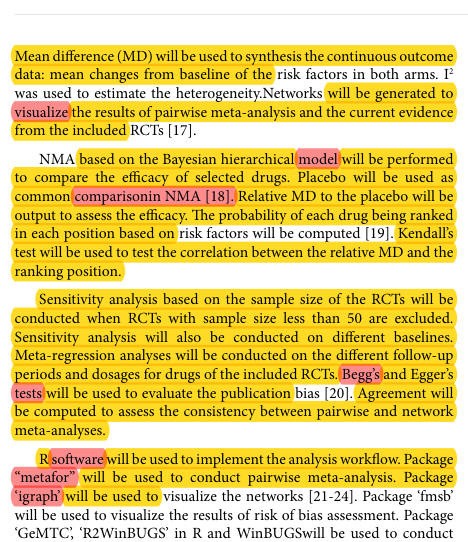 Mean difference (MD) will be used to synthesis the continuous outcome
data: mean changes from baseline of the risk factors in both arms. I²
was used to estimate the heterogeneity.Networks will be generated to
visualize the results of pairwise meta-analysis and the current evidence
from the included RCTs [17].
NMA based on the Bayesian hierarchical model will be performed
to compare the efficacy of selected drugs. Placebo will be used as
common comparisonin NMA [18]. Relative MD to the placebo will be
output to assess the efficacy. The probability of each drug being ranked
in each position based on risk factors will be computed [19]. Kendall's
test will be used to test the correlation between the relative MD and the
ranking position.
Sensitivity analysis based on the sample size of the RCTs will be
conducted when RCTs with sample size less than 50 are excluded.
Sensitivity analysis will also be conducted on different baselines.
Meta-regression analyses will be conducted on the different follow-up
periods and dosages for drugs of the included RCTs. Begg's and Egger's
tests will be used to evaluate the publication bias [20]. Agreement will
be computed to assess the consistency between pairwise and network
meta-analyses.
R software will be used to implement the analysis workflow. Package
"metafor" will be used to conduct pairwise meta-analysis. Package
'igraph' will be used to visualize the networks [21-24]. Package 'fmsb'
will be used to visualize the results of risk of bias assessment. Package
'GeMTC', 'R2WinBUGS' in R and WinBUGSwill be used to conduct